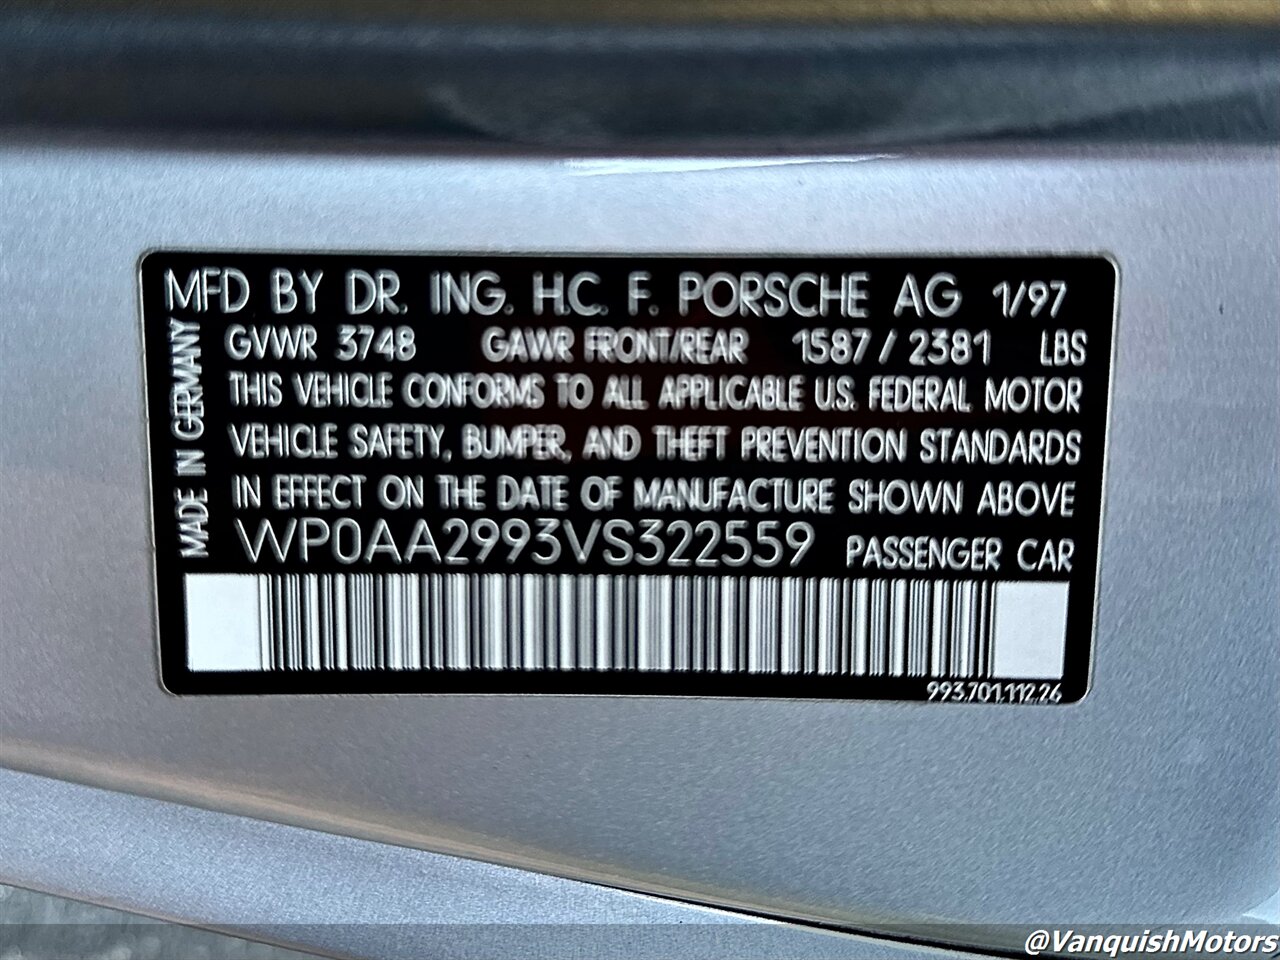 MFD BY DR. ING. H.C. F. PORSCHE AG 1/97
MADE IN GERMANY
GVWR 3748 GAWR FRONT/REAR 1587 / 2381 LBS
THIS VEHICLE CONFORMS TO ALL APPLICABLE U.S. FEDERAL MOTOR
VEHICLE SAFETY, BUMPER, AND THEFT PREVENTION STANDARDS
IN EFFECT ON THE DATE OF MANUFACTURE SHOWN ABOVE
WP0AA2993VS322559 PASSENGER CAR
993.701.112.26
@VanquishMotors